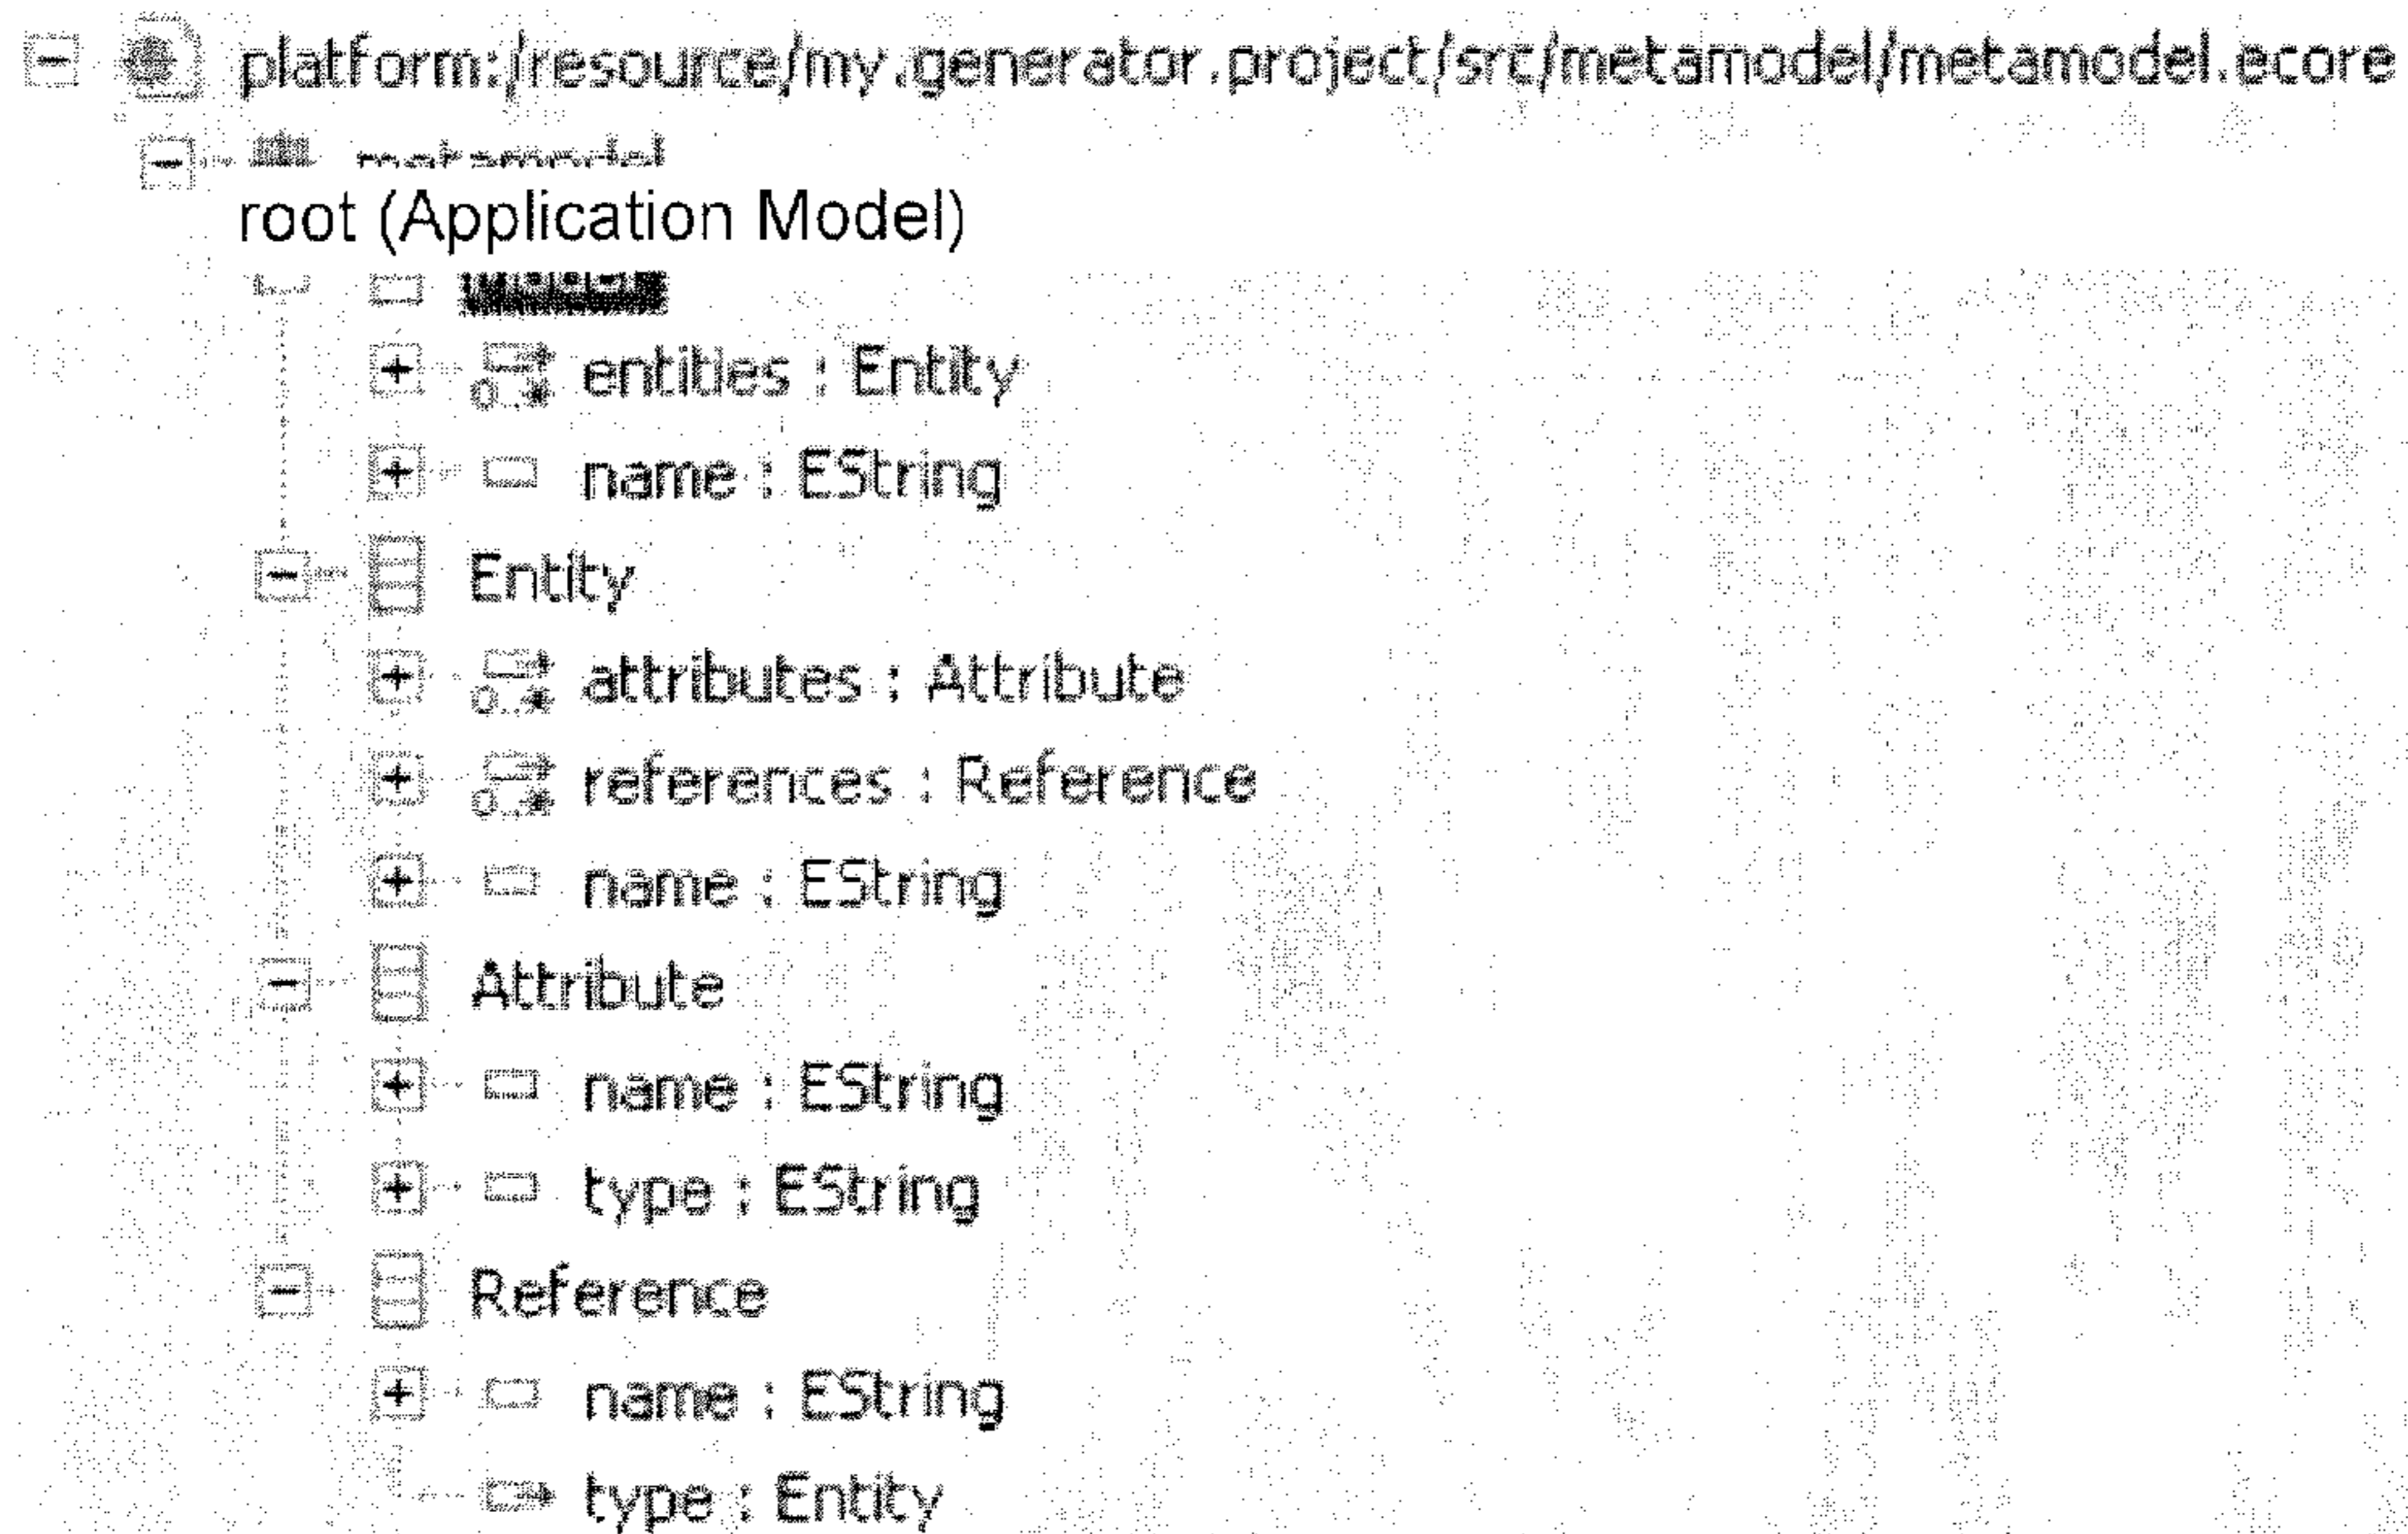 platform:/resource/my.generator.project/src/metamodel/metamodel.ecore
metamodel
root (Application Model)
entities : Entity
name : EString
Entity
attributes : Attribute
references : Reference
name : EString
Attribute
name : EString
type : EString
Reference
name : EString
type : Entity